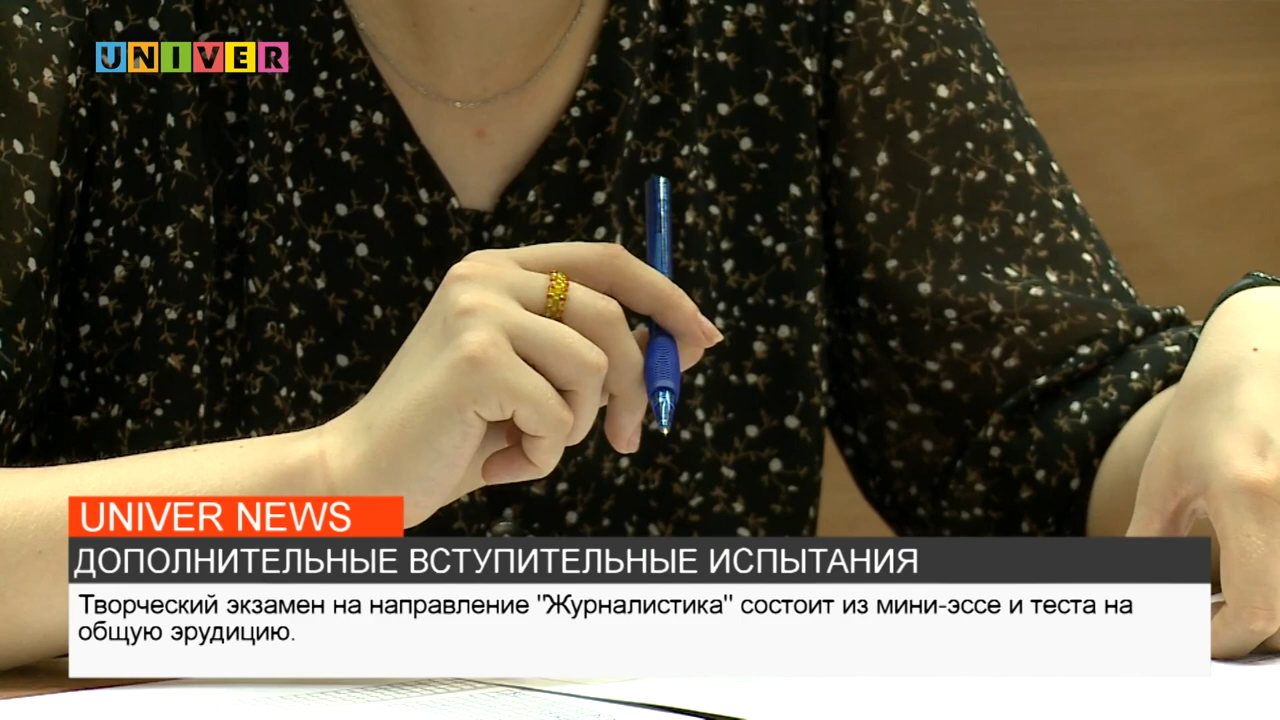 UNIVER
UNIVER NEWS
ДОПОЛНИТЕЛЬНЫЕ ВСТУПИТЕЛЬНЫЕ ИСПЫТАНИЯ
Творческий экзамен на направление "Журналистика" состоит из мини-эссе и теста на
общую эрудицию.